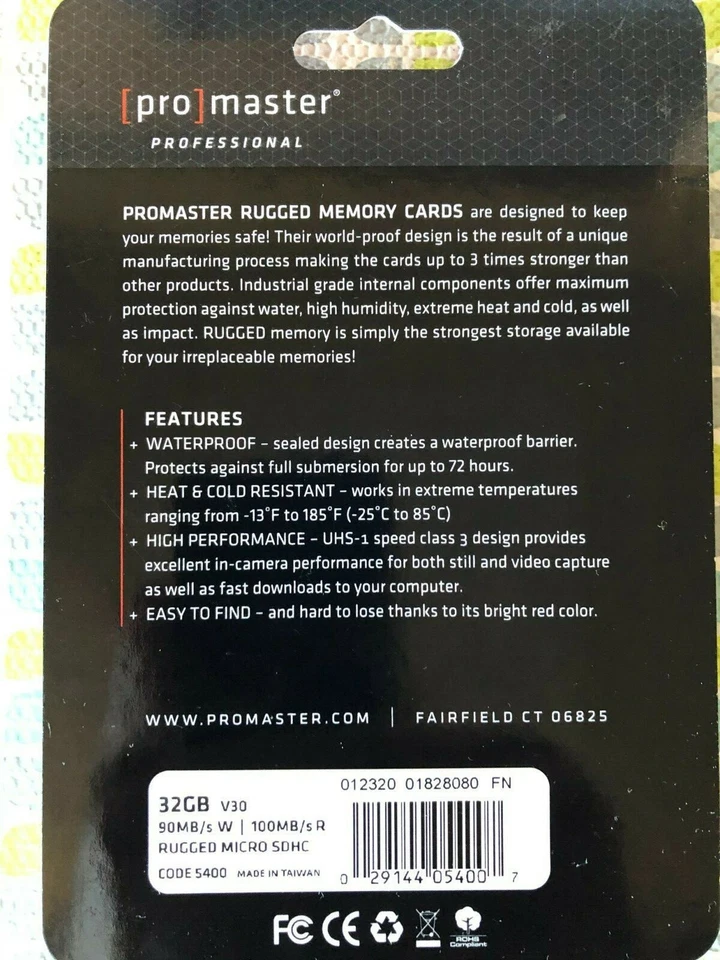 [pro]master®
PROFESSIONAL
PROMASTER RUGGED MEMORY CARDS are designed to keep
your memories safe! Their world-proof design is the result of a unique
manufacturing process making the cards up to 3 times stronger than
other products. Industrial grade internal components offer maximum
protection against water, high humidity, extreme heat and cold, as well
as impact. RUGGED memory is simply the strongest storage available
for your irreplaceable memories!
FEATURES
+ WATERPROOF – sealed design creates a waterproof barrier.
Protects against full submersion for up to 72 hours.
+ HEAT & COLD RESISTANT – works in extreme temperatures
ranging from -13°F to 185°F (-25°C to 85°C)
+ HIGH PERFORMANCE – UHS-1 speed class 3 design provides
excellent in-camera performance for both still and video capture
as well as fast downloads to your computer.
+ EASY TO FIND – and hard to lose thanks to its bright red color.
WWW.PROMASTER.COM | FAIRFIELD CT 06825
012320 01828080 FN
32GB V30
90MB/s W | 100MB/s R
RUGGED MICRO SDHC
CODE 5400 MADE IN TAIWAN
0 29144 05400 7
FC CE
ROHS
Compliant